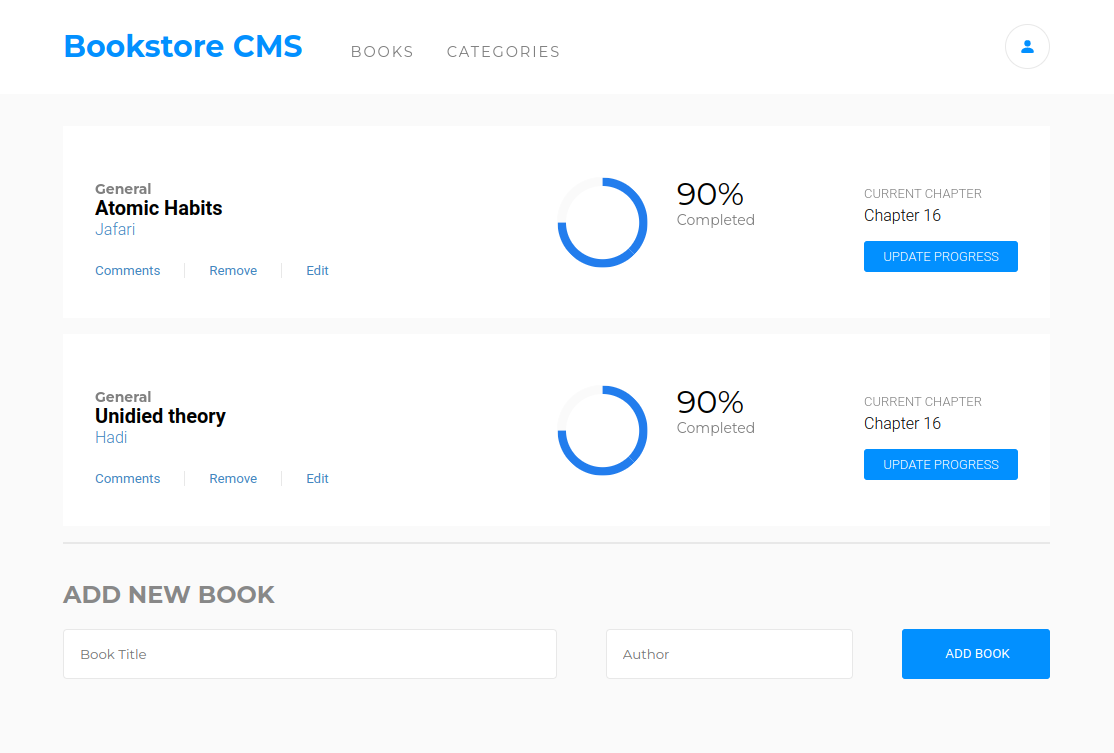 Bookstore CMS
BOOKS
CATEGORIES
General
Atomic Habits
Jafari
Comments
Remove
Edit
90%
Completed
CURRENT CHAPTER
Chapter 16
UPDATE PROGRESS
General
Unidied theory
Hadi
Comments
Remove
Edit
90%
Completed
CURRENT CHAPTER
Chapter 16
UPDATE PROGRESS
ADD NEW BOOK
Book Title
Author
ADD BOOK